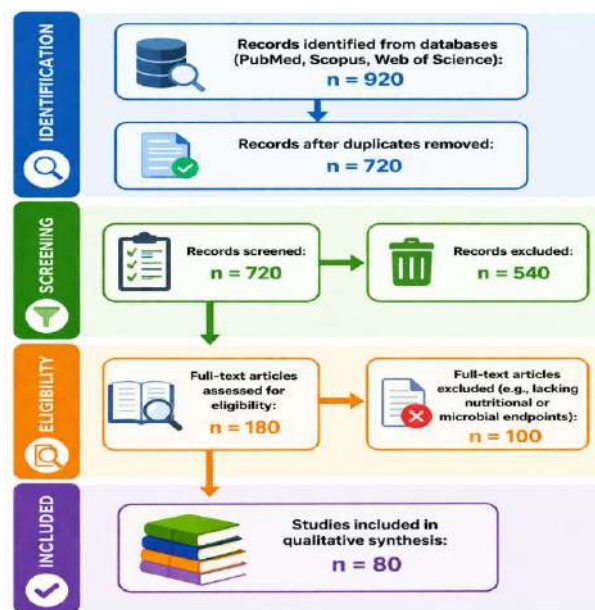 IDENTIFICATION
Records identified from databases
(PubMed, Scopus, Web of Science):
n = 920
Records after duplicates removed:
n = 720
SCREENING
Records screened:
n = 720
Records excluded:
n = 540
ELIGIBILITY
Full-text articles
assessed for
eligibility:
n = 180
Full-text articles
excluded (e.g., lacking
nutritional or
microbial endpoints):
n = 100
INCLUDED
Studies included in
qualitative synthesis:
n = 80